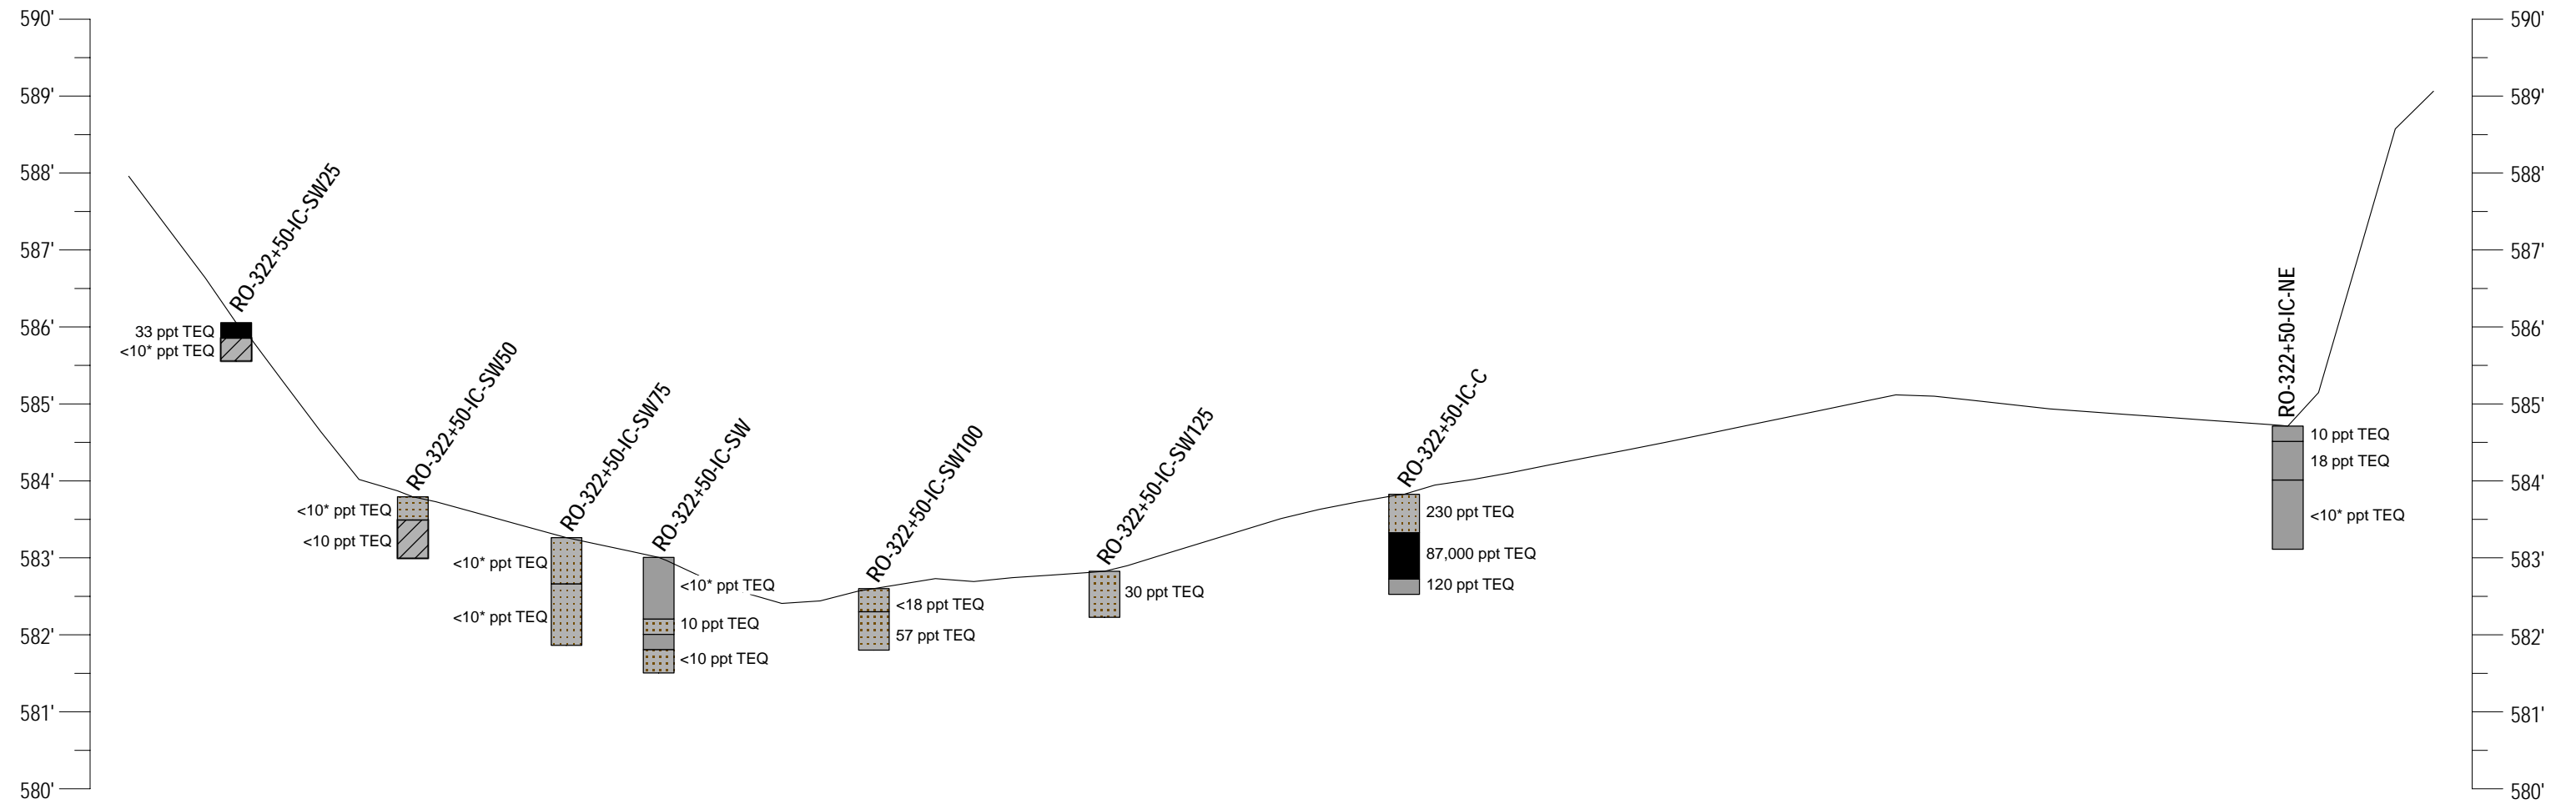 590'
589'
588'
587'
586'
585'
584'
583'
582'
581'
580'
RO-322+50-IC-SW25
33 ppt TEQ
<10* ppt TEQ
RO-322+50-IC-SW50
<10* ppt TEQ
<10 ppt TEQ
RO-322+50-IC-SW75
<10* ppt TEQ
<10* ppt TEQ
RO-322+50-IC-SW
<10* ppt TEQ
10 ppt TEQ
<10 ppt TEQ
RO-322+50-IC-SW100
<18 ppt TEQ
57 ppt TEQ
RO-322+50-IC-SW125
30 ppt TEQ
RO-322+50-IC-C
230 ppt TEQ
87,000 ppt TEQ
120 ppt TEQ
RO-322+50-IC-NE
10 ppt TEQ
18 ppt TEQ
<10* ppt TEQ
590'
589'
588'
587'
586'
585'
584'
583'
582'
581'
580'